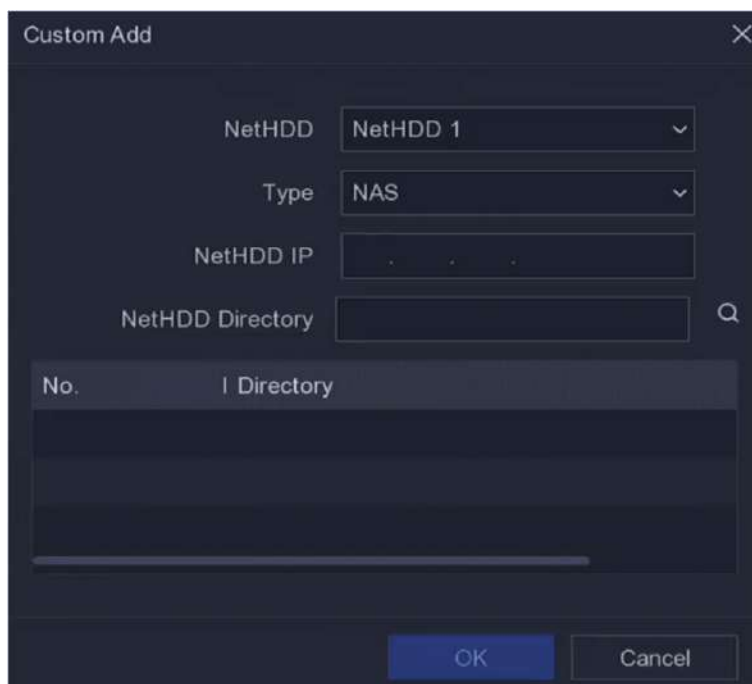 Custom Add
NetHDD NetHDD 1
Type NAS
NetHDD IP . . .
NetHDD Directory
No. | Directory
OK Cancel